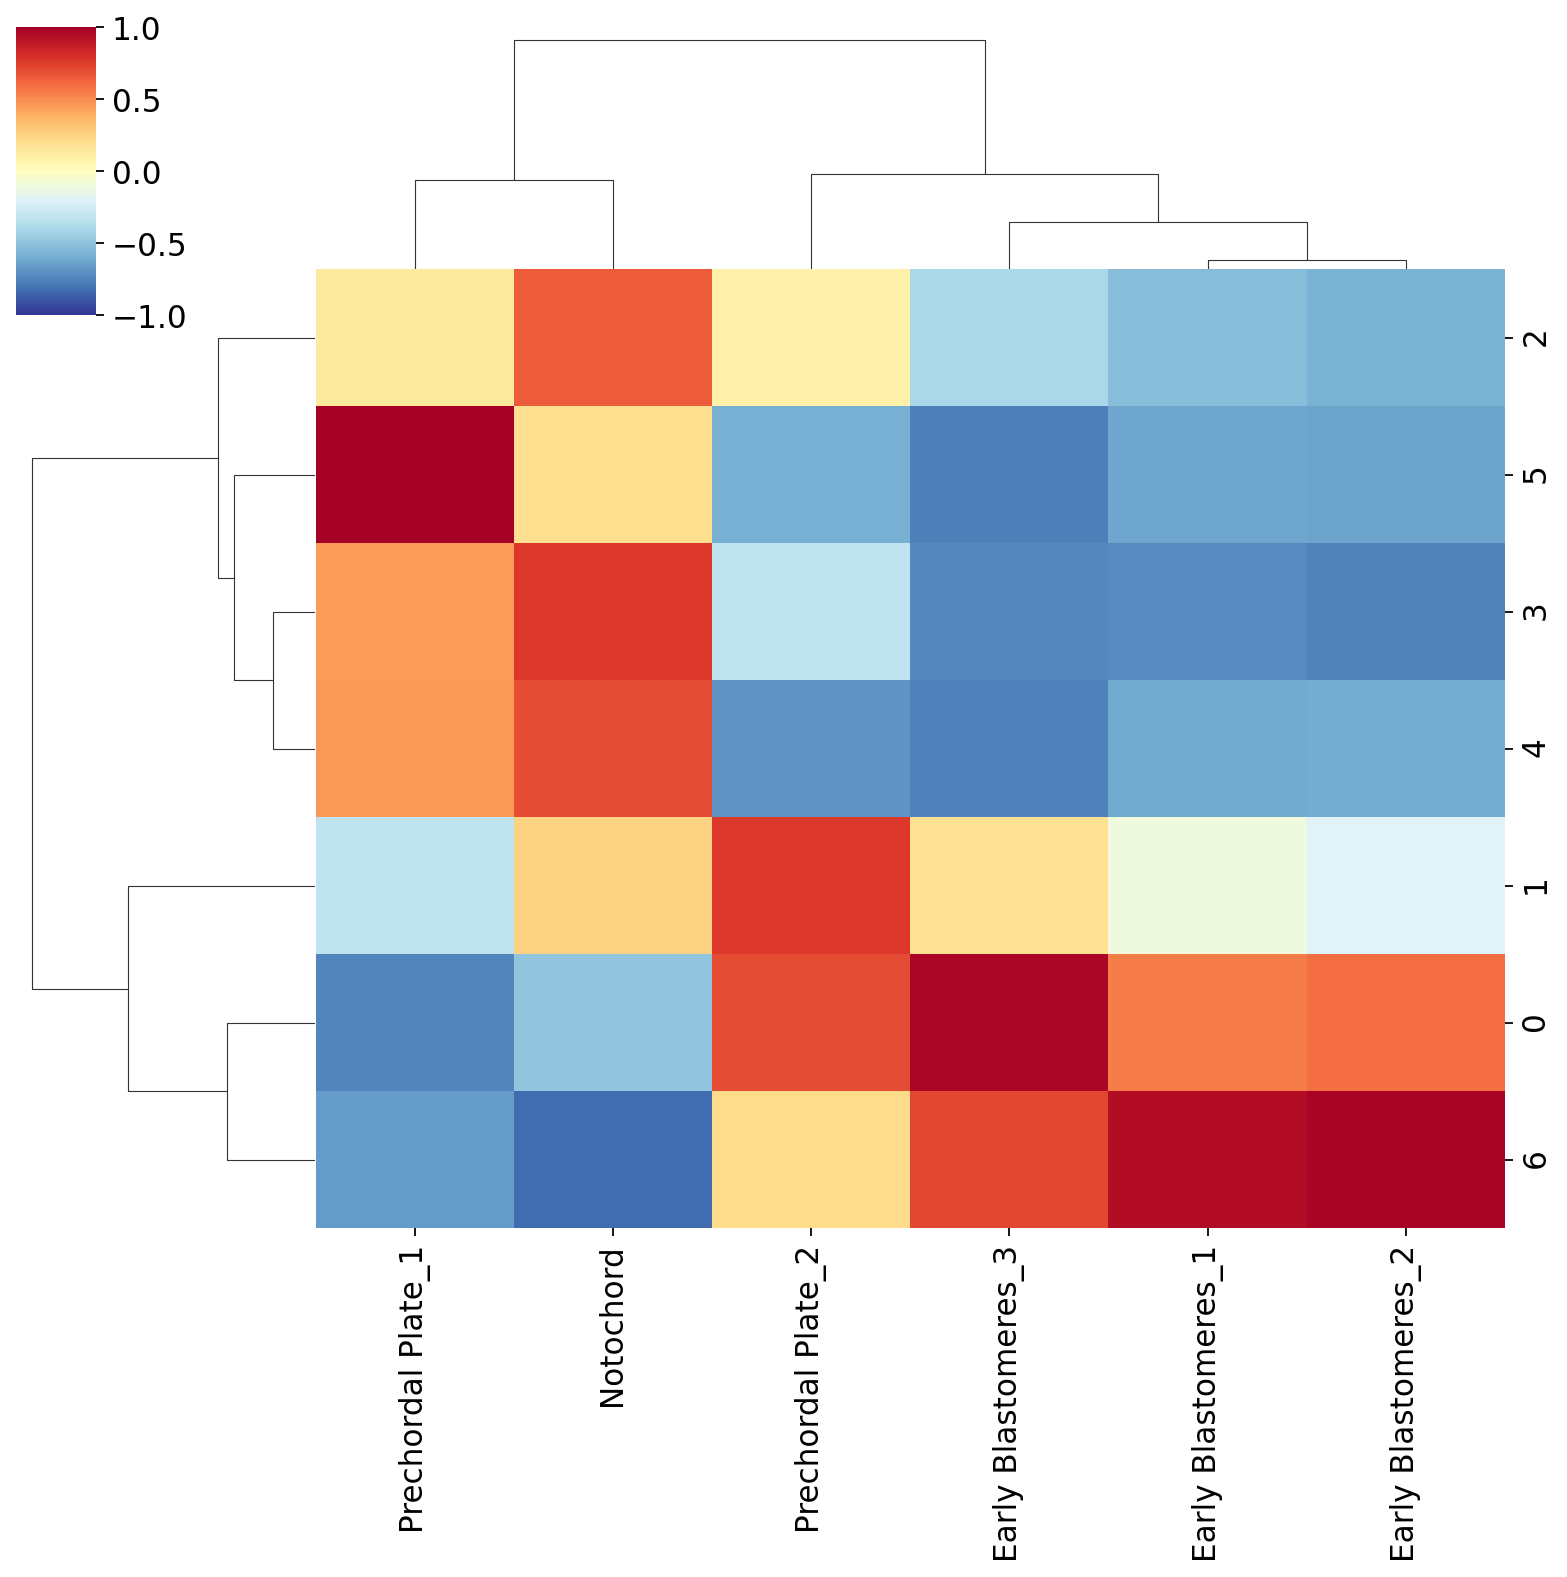 1.0
0.5
0.0
−0.5
−1.0
2
5
3
4
1
0
6
Prechordal Plate_1
Notochord
Prechordal Plate_2
Early Blastomeres_3
Early Blastomeres_1
Early Blastomeres_2